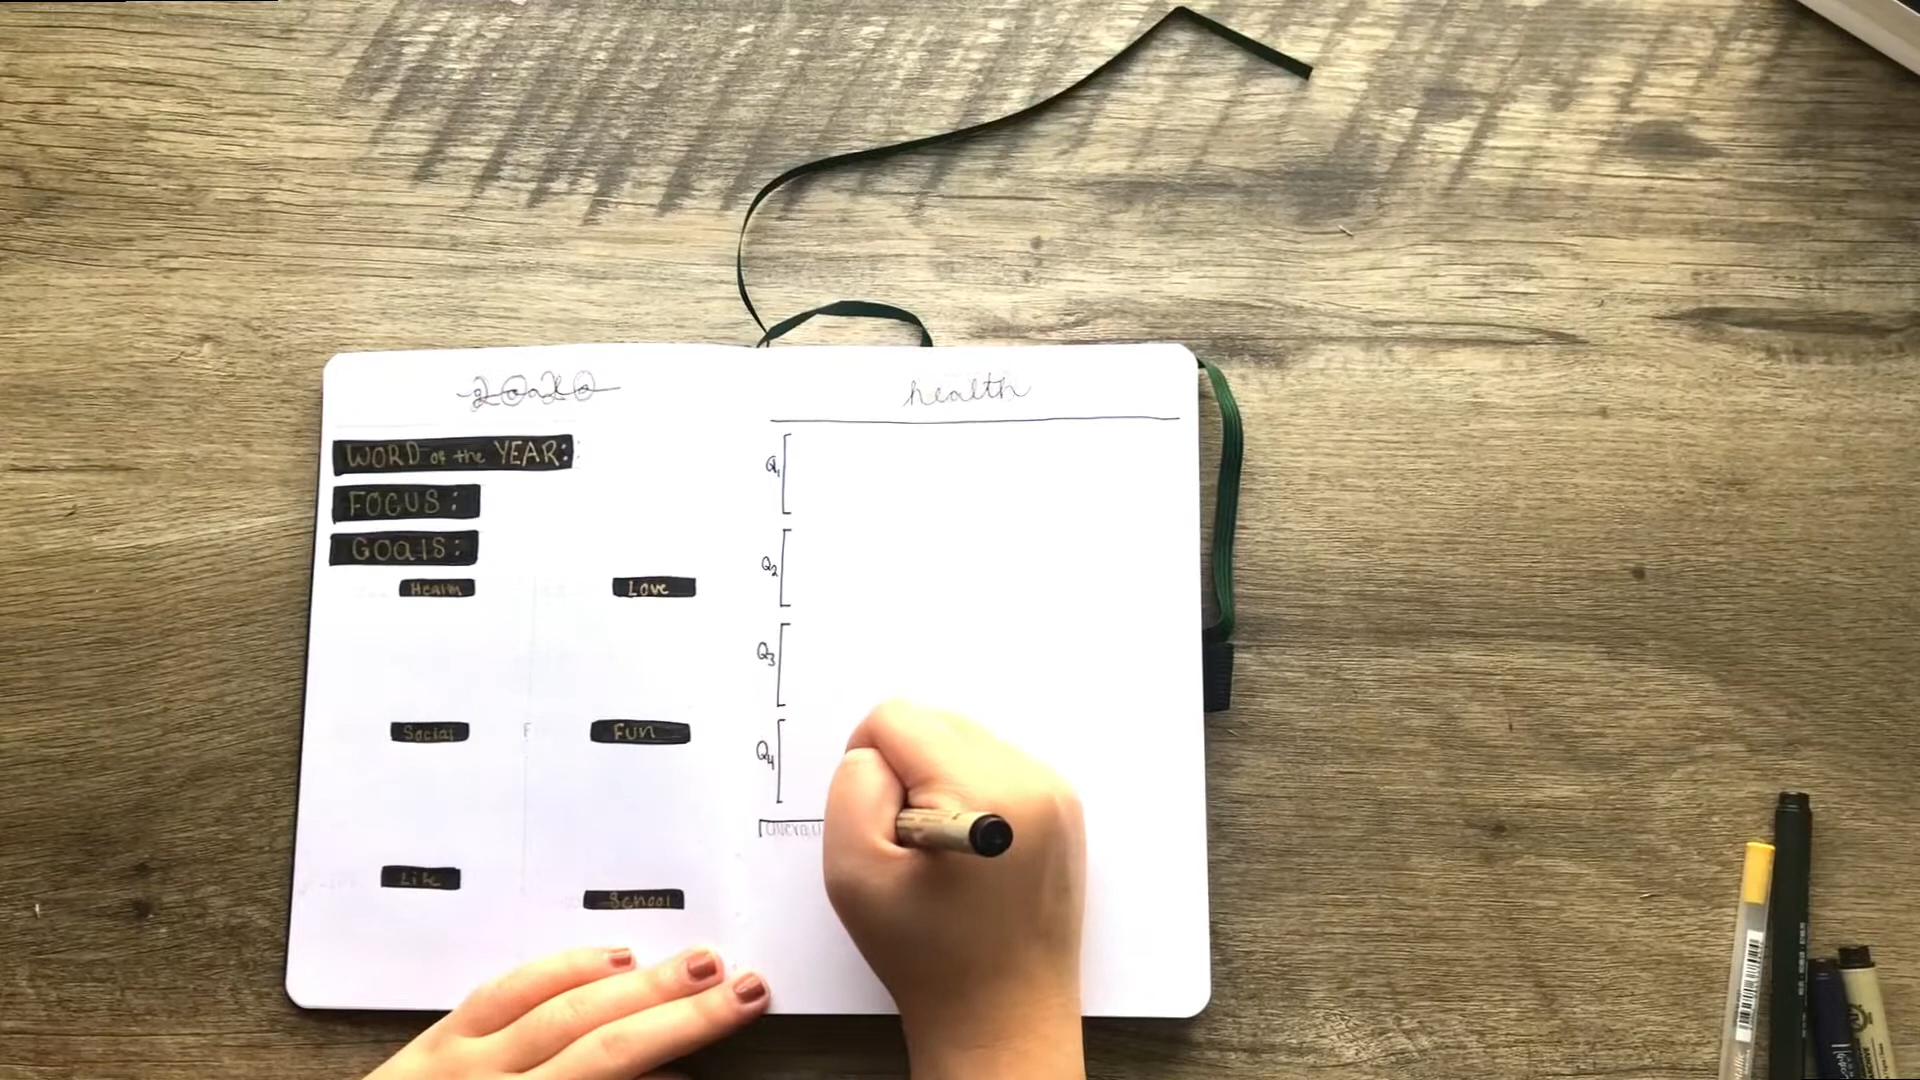 2020
WORD of the YEAR:
FOCUS:
GOALS:
Health
Love
Social
Fun
Life
School
health
Q1
Q2
Q3
Q4